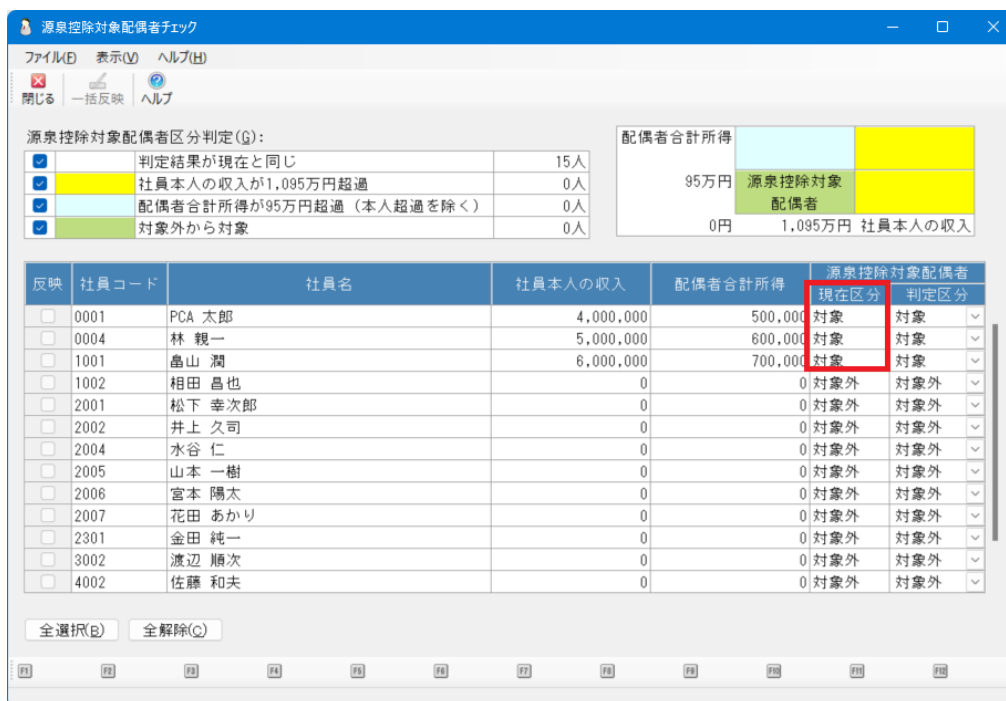 源泉控除対象配偶者チェック
ファイル(F) 表示(V) ヘルプ(H)
閉じる 一括反映 ヘルプ
源泉控除対象配偶者区分判定(G):
判定結果が現在と同じ 15人
社員本人の収入が1,095万円超過 0人
配偶者合計所得が95万円超過（本人超過を除く） 0人
対象外から対象 0人
配偶者合計所得
95万円 源泉控除対象
配偶者
0円 1,095万円 社員本人の収入
反映 社員コード 社員名 社員本人の収入 配偶者合計所得 源泉控除対象配偶者
現在区分 判定区分
0001 PCA 太郎 4,000,000 500,000 対象 対象
0004 林 親一 5,000,000 600,000 対象 対象
1001 畠山 潤 6,000,000 700,000 対象 対象
1002 相田 昌也 0 0 対象外 対象外
2001 松下 幸次郎 0 0 対象外 対象外
2002 井上 久司 0 0 対象外 対象外
2004 水谷 仁 0 0 対象外 対象外
2005 山本 一樹 0 0 対象外 対象外
2006 宮本 陽太 0 0 対象外 対象外
2007 花田 あかり 0 0 対象外 対象外
2301 金田 純一 0 0 対象外 対象外
3002 渡辺 順次 0 0 対象外 対象外
4002 佐藤 和夫 0 0 対象外 対象外
全選択(B) 全解除(C)
F1 F2 F3 F4 F5 F6 F7 F8 F9 F10 F11 F12